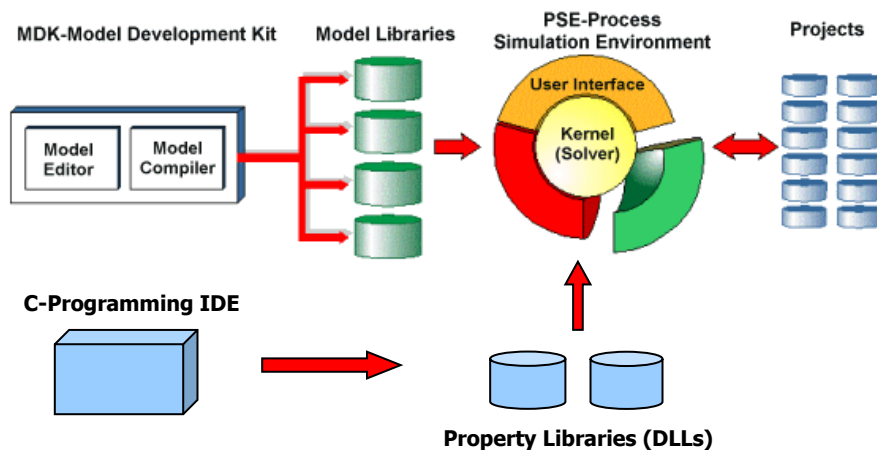 MDK-Model Development Kit
Model Libraries
PSE-Process
Simulation Environment
Projects
User Interface
Kernel
(Solver)
Model
Editor
Model
Compiler
C-Programming IDE
Property Libraries (DLLs)